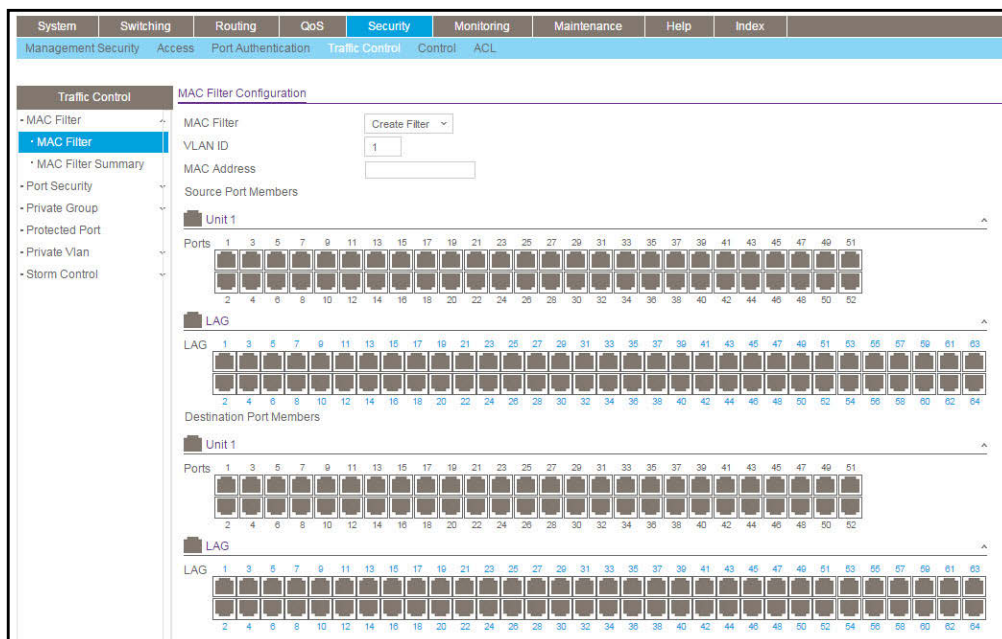 System Switching Routing QoS Security Monitoring Maintenance Help Index
Management Security Access Port Authentication Traffic Control Control ACL
Traffic Control
MAC Filter
MAC Filter
MAC Filter Summary
Port Security
Private Group
Protected Port
Private Vlan
Storm Control
MAC Filter Configuration
MAC Filter Create Filter
VLAN ID 1
MAC Address
Source Port Members
Unit 1
Ports 1 3 5 7 9 11 13 15 17 19 21 23 25 27 29 31 33 35 37 39 41 43 45 47 49 51
2 4 6 8 10 12 14 16 18 20 22 24 26 28 30 32 34 36 38 40 42 44 46 48 50 52
LAG
LAG 1 3 5 7 9 11 13 15 17 19 21 23 25 27 29 31 33 35 37 39 41 43 45 47 49 51 53 55 57 59 61 63
2 4 6 8 10 12 14 16 18 20 22 24 26 28 30 32 34 36 38 40 42 44 46 48 50 52 54 56 58 60 62 64
Destination Port Members
Unit 1
Ports 1 3 5 7 9 11 13 15 17 19 21 23 25 27 29 31 33 35 37 39 41 43 45 47 49 51
2 4 6 8 10 12 14 16 18 20 22 24 26 28 30 32 34 36 38 40 42 44 46 48 50 52
LAG
LAG 1 3 5 7 9 11 13 15 17 19 21 23 25 27 29 31 33 35 37 39 41 43 45 47 49 51 53 55 57 59 61 63
2 4 6 8 10 12 14 16 18 20 22 24 26 28 30 32 34 36 38 40 42 44 46 48 50 52 54 56 58 60 62 64